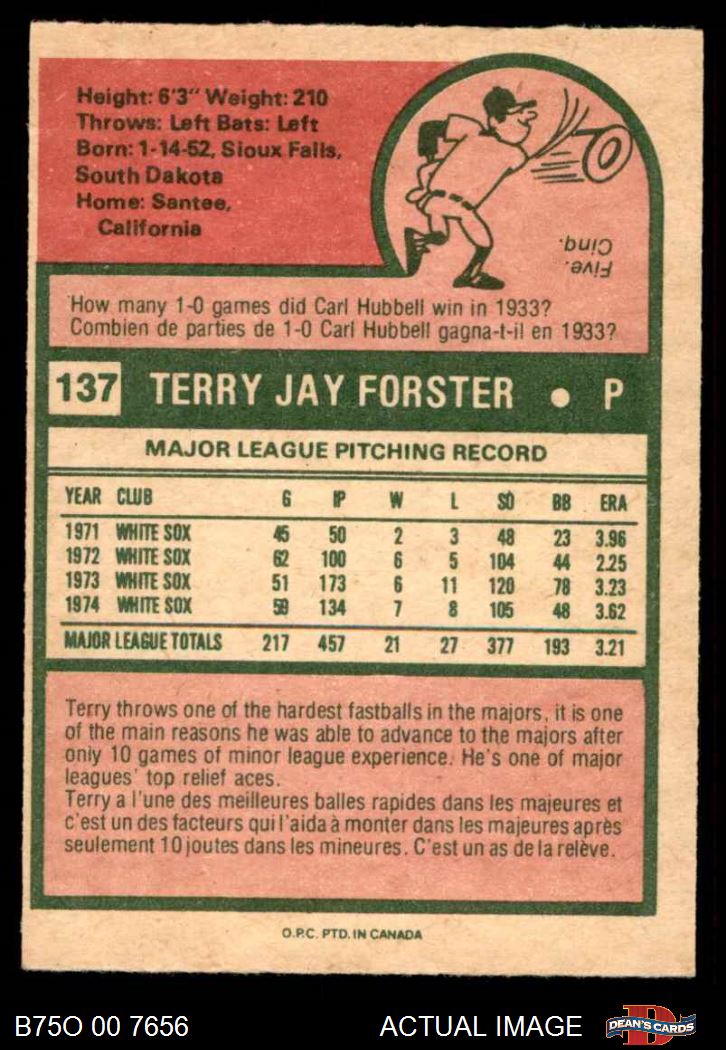 Height: 6'3" Weight: 210
Throws: Left Bats: Left
Born: 1-14-52, Sioux Falls,
South Dakota
Home: Santee,
California
Five.
Cinq.
How many 1-0 games did Carl Hubbell win in 1933?
Combien de parties de 1-0 Carl Hubbell gagna-t-il en 1933?
137 TERRY JAY FORSTER • P
MAJOR LEAGUE PITCHING RECORD
YEAR CLUB G IP W L SO BB ERA
1971 WHITE SOX 45 50 2 3 48 23 3.96
1972 WHITE SOX 62 100 6 5 104 44 2.25
1973 WHITE SOX 51 173 6 11 120 78 3.23
1974 WHITE SOX 59 134 7 8 105 48 3.62
MAJOR LEAGUE TOTALS 217 457 21 27 377 193 3.21
Terry throws one of the hardest fastballs in the majors, it is one
of the main reasons he was able to advance to the majors after
only 10 games of minor league experience. He's one of major
leagues' top relief aces.
Terry a l'une des meilleures balles rapides dans les majeures et
c'est un des facteurs qui l'aida à monter dans les majeures après
seulement 10 joutes dans les mineures. C'est un as de la relève.
O.P.C. PTD. IN CANADA
B75O 00 7656
ACTUAL IMAGE
D
DEAN'S CARDS